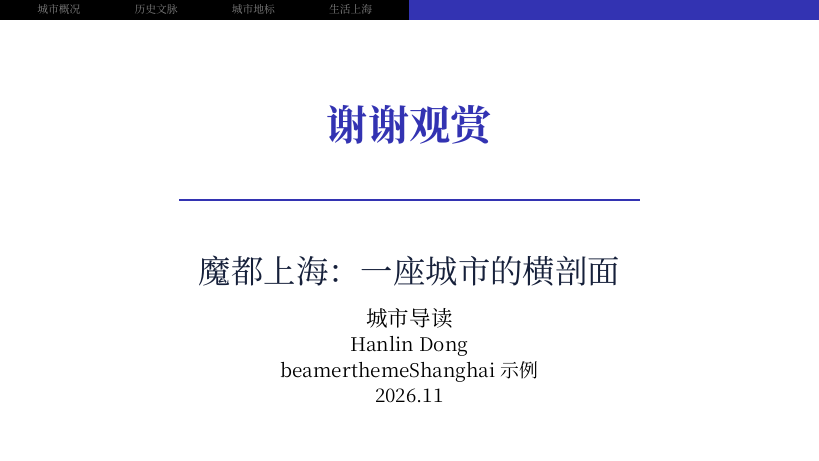 城市概况 历史文脉 城市地标 生活上海
谢谢观赏
魔都上海：一座城市的横剖面
城市导读
Hanlin Dong
beamerthemeShanghai 示例
2026.11